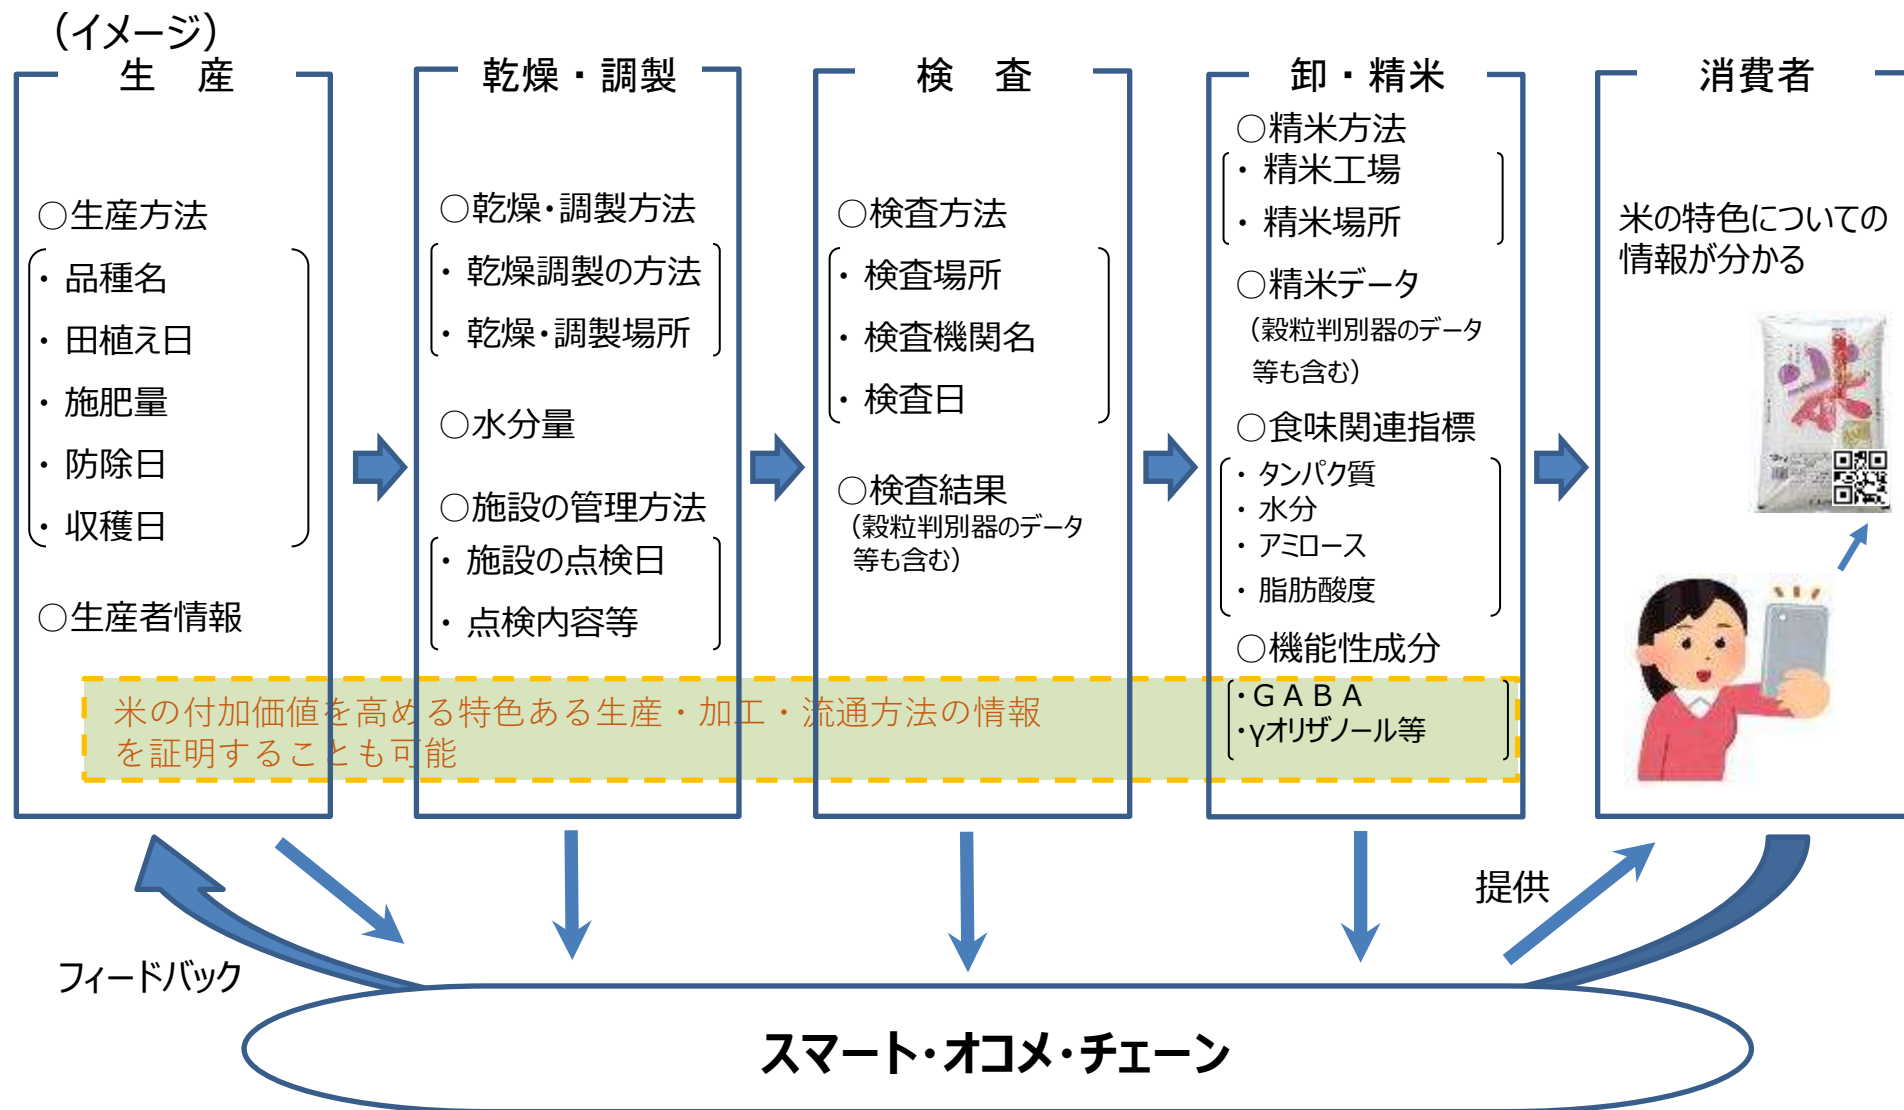 （イメージ）
生　産
○生産方法
・ 品種名
・ 田植え日
・ 施肥量
・ 防除日
・ 収穫日
○生産者情報
乾燥・調製
○乾燥・調製方法
・ 乾燥調製の方法
・ 乾燥・調製場所
○水分量
○施設の管理方法
・ 施設の点検日
・ 点検内容等
検　査
○検査方法
・ 検査場所
・ 検査機関名
・ 検査日
○検査結果
（穀粒判別器のデータ
等も含む）
卸・精米
○精米方法
・ 精米工場
・ 精米場所
○精米データ
（穀粒判別器のデータ
等も含む）
○食味関連指標
・ タンパク質
・ 水分
・ アミロース
・ 脂肪酸度
○機能性成分
・ＧＡＢＡ
・γオリザノール等
消費者
米の特色についての
情報が分かる
米
米の付加価値を高める特色ある生産・加工・流通方法の情報
を証明することも可能
提供
フィードバック
スマート・オコメ・チェーン